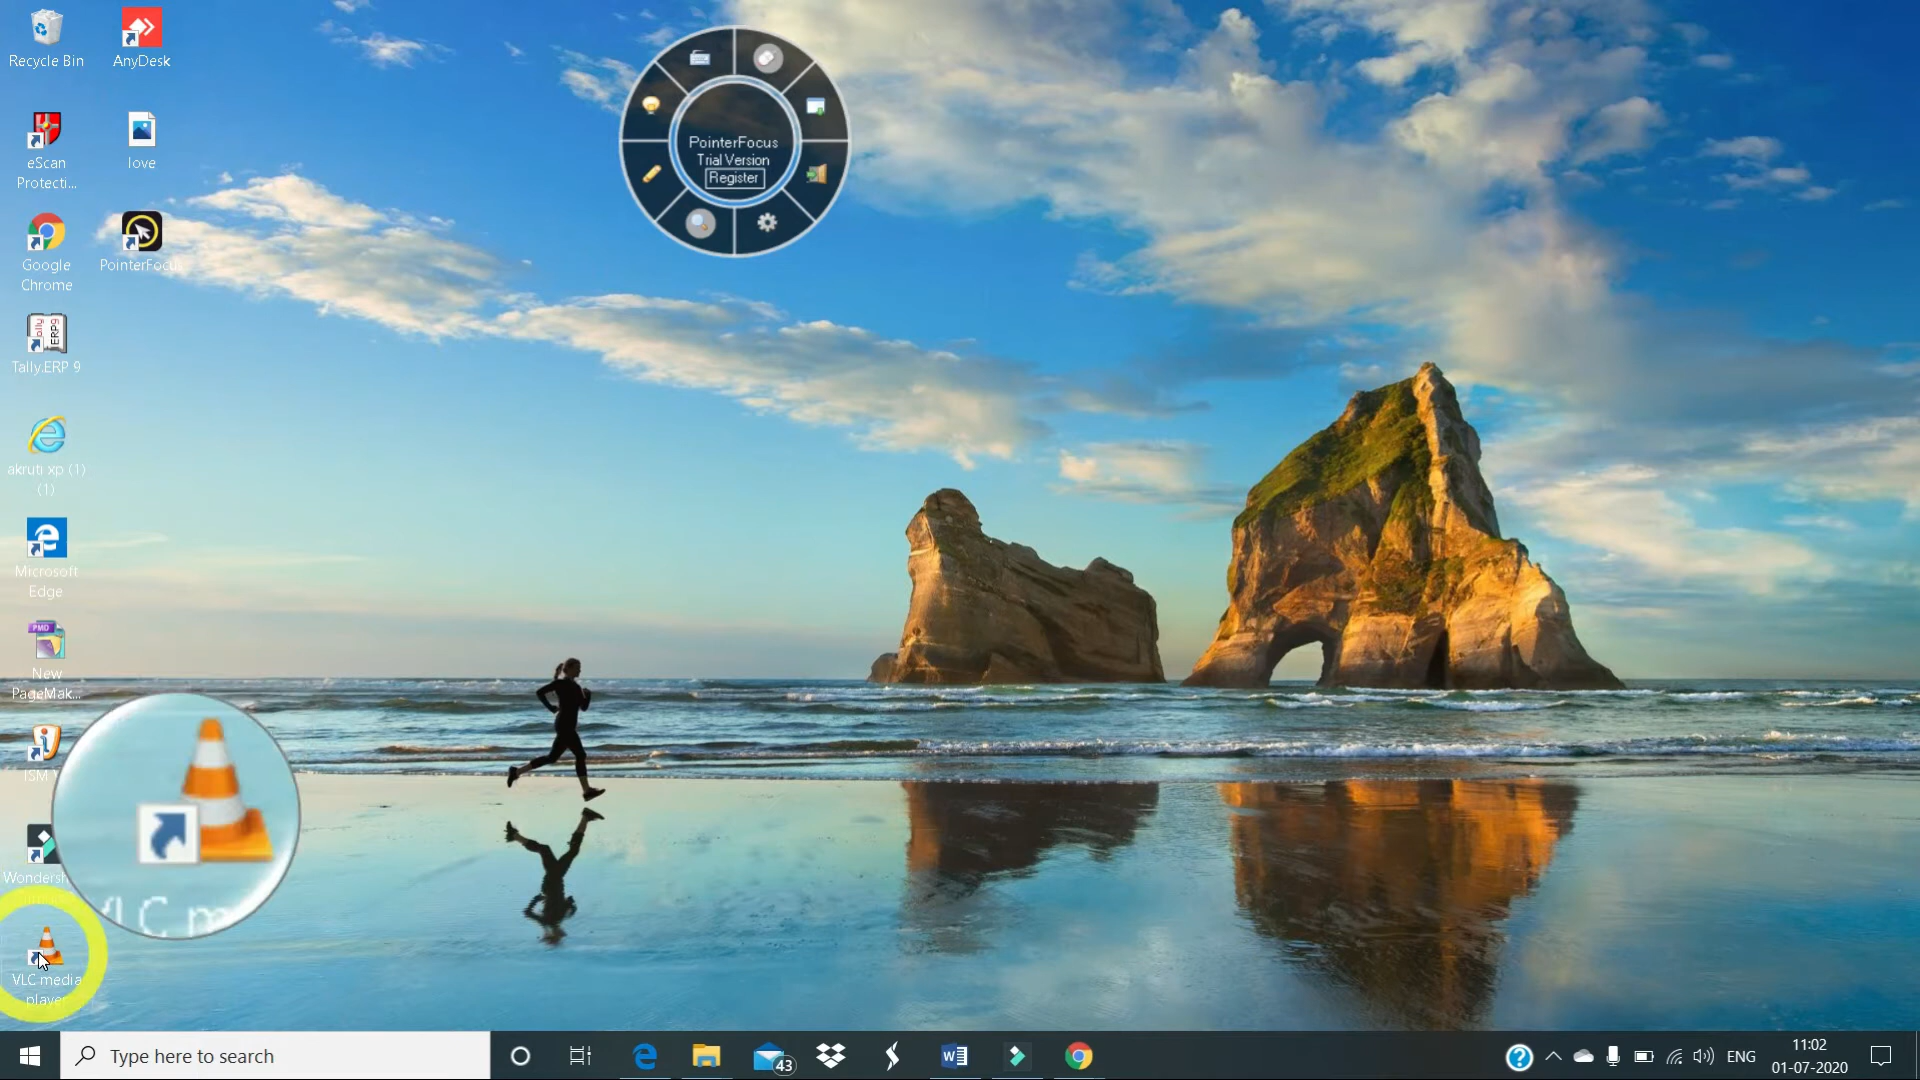 Recycle Bin
AnyDesk
eScan
Protecti...
love
Google
Chrome
PointerFocus
Tally.ERP 9
akruti xp (1)
(1)
Microsoft
Edge
PMD
New
PageMak...
ISM V
Wondersh
VLC m
VLC media
player
PointerFocus
Trial Version
Register
Type here to search
43
ENG
11:02
01-07-2020